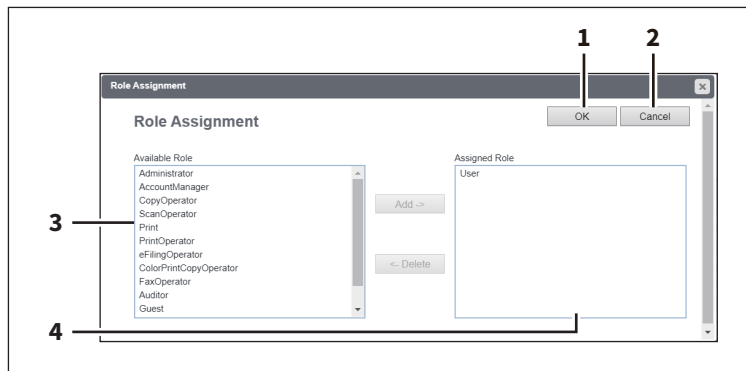 1
2
Role Assignment
Role Assignment
OK
Cancel
Available Role
Assigned Role
Administrator
AccountManager
CopyOperator
ScanOperator
Print
PrintOperator
eFilingOperator
ColorPrintCopyOperator
FaxOperator
Auditor
Guest
User
Add ->
<- Delete
3
4